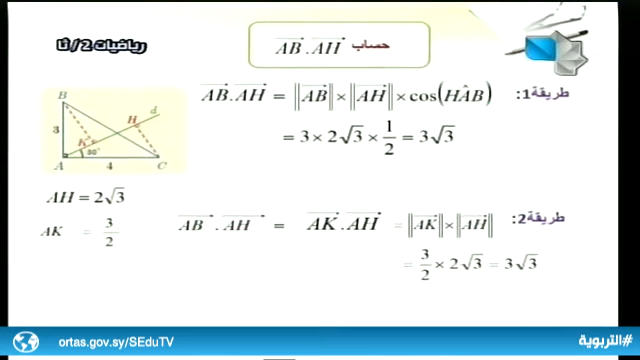 رياضيات 2 / ثا
حساب AB . AH
طريقة1: AB . AH = ||AB|| × ||AH|| × cos(HÂB)
= 3 × 2√3 × 1/2 = 3√3
B
H
d
3
K
30°
A
4
C
AH = 2√3
AK = 3/2
طريقة2: AB . AH = AK . AH = ||AK|| × ||AH||
= 3/2 × 2√3 = 3√3
ortas.gov.sy/SEduTV
#التربوية